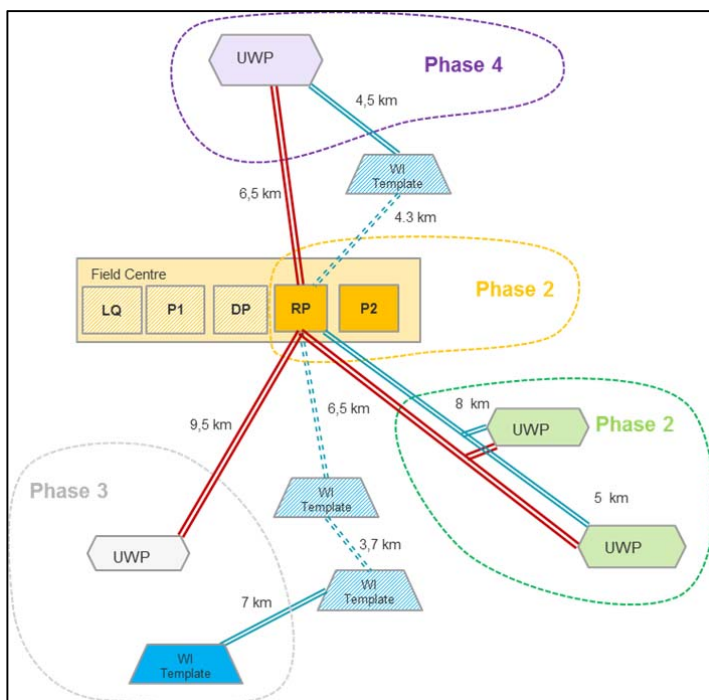 UWP
Phase 4
4,5 km
WI
Template
6,5 km
4.3 km
Field Centre
LQ
P1
DP
RP
P2
Phase 2
9,5 km
6,5 km
8 km
UWP
Phase 2
Phase 3
WI
Template
5 km
UWP
3,7 km
UWP
WI
Template
7 km
WI
Template